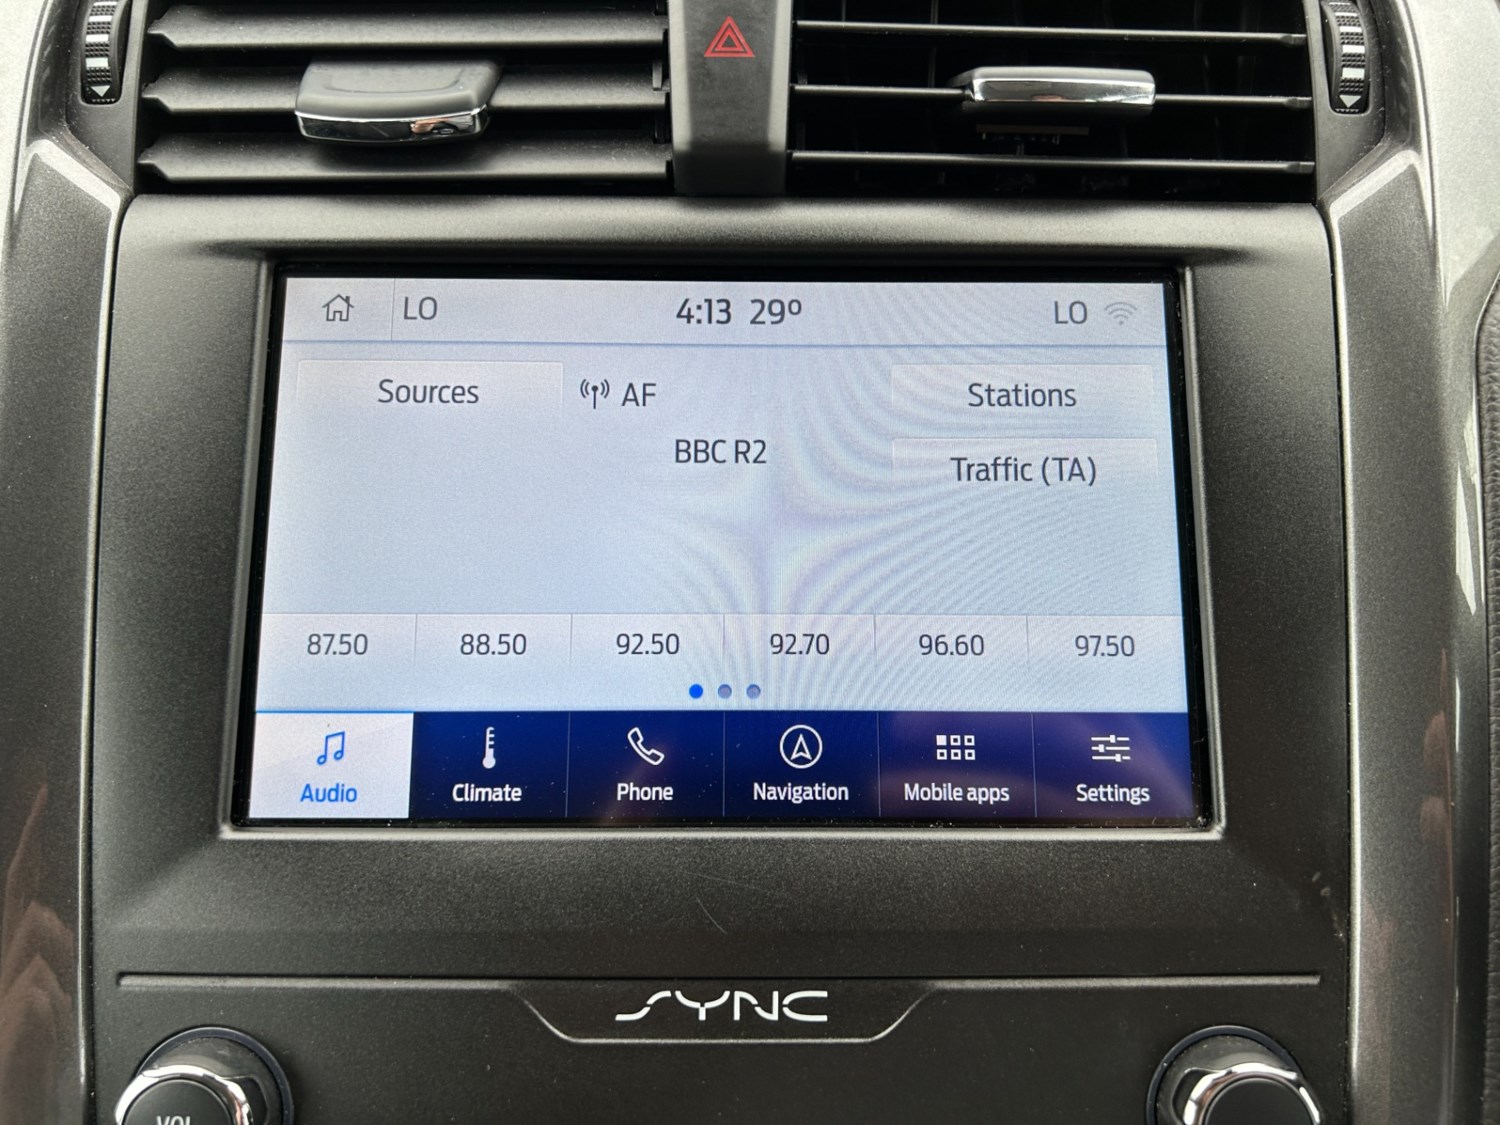 LO 4:13 29º LO
Sources AF Stations
BBC R2
Traffic (TA)
87.50 88.50 92.50 92.70 96.60 97.50
Audio Climate Phone Navigation Mobile apps Settings
SYNC
VOL